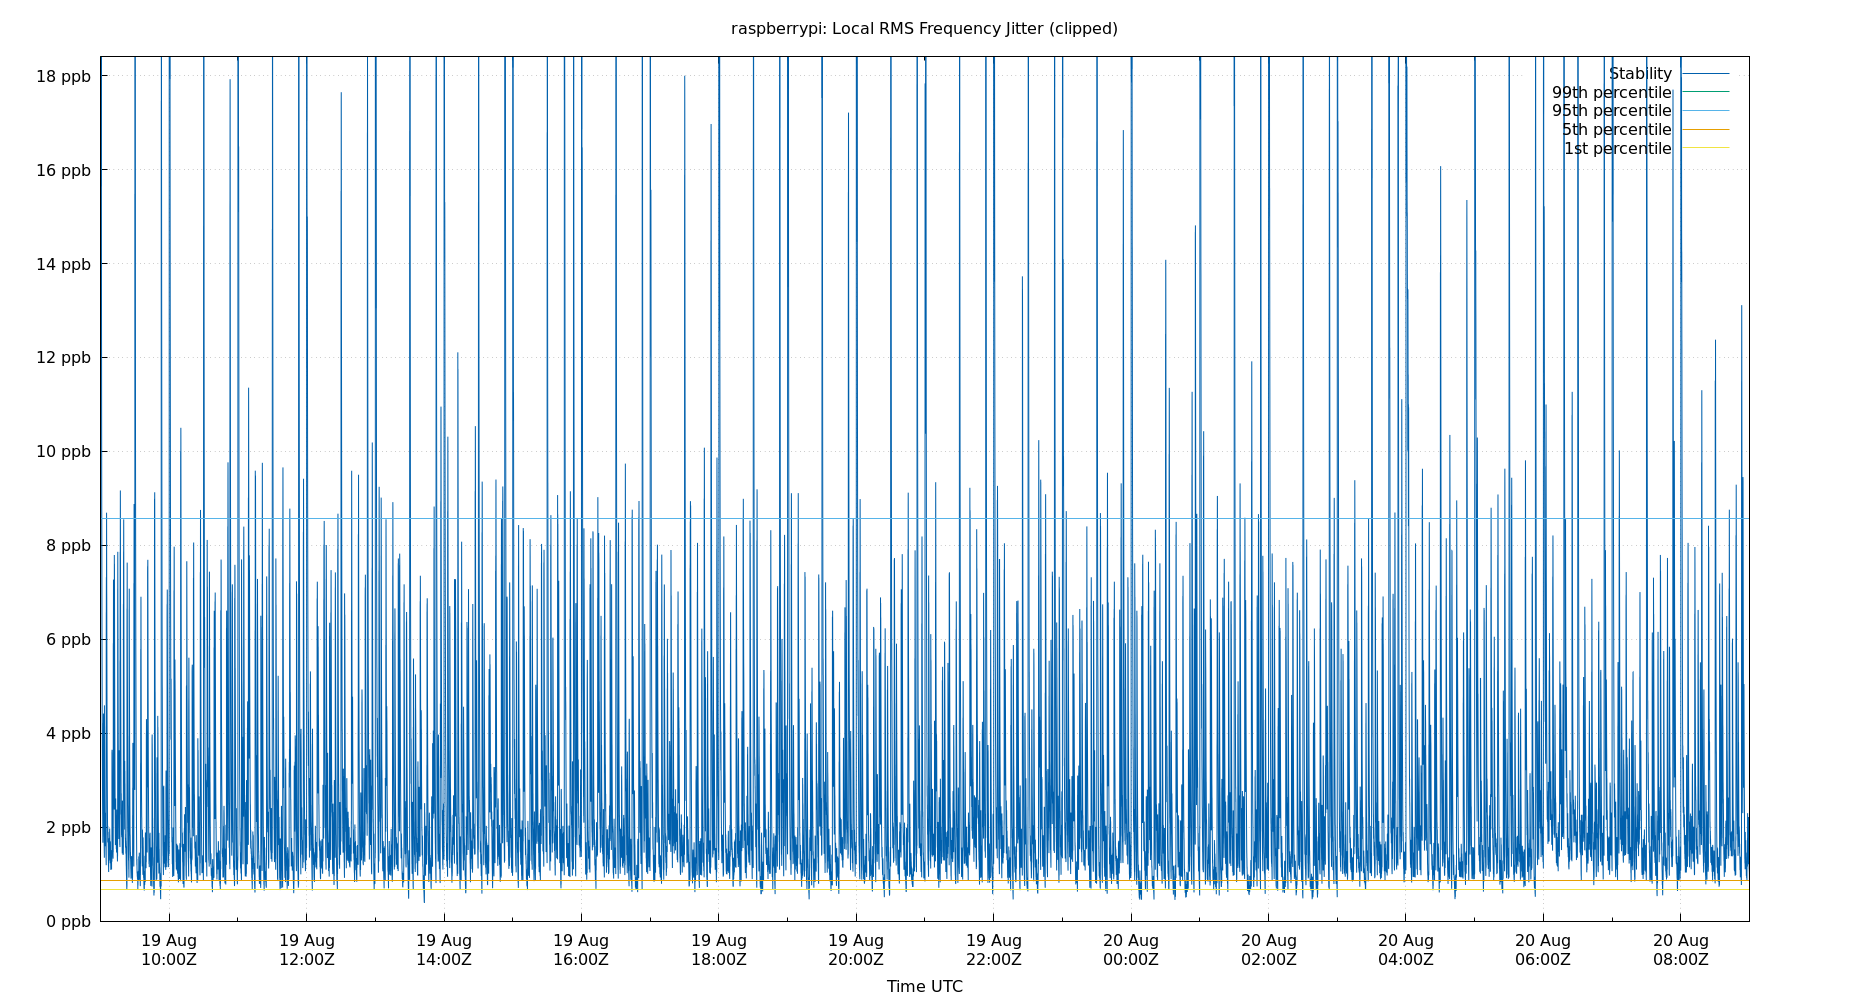 raspberrypi: Local RMS Frequency Jitter (clipped)
18 ppb
16 ppb
14 ppb
12 ppb
10 ppb
8 ppb
6 ppb
4 ppb
2 ppb
0 ppb
Stability
99th percentile
95th percentile
5th percentile
1st percentile
19 Aug 19 Aug 19 Aug 19 Aug 19 Aug 19 Aug 19 Aug 20 Aug 20 Aug 20 Aug 20 Aug 20 Aug
10:00Z 12:00Z 14:00Z 16:00Z 18:00Z 20:00Z 22:00Z 00:00Z 02:00Z 04:00Z 06:00Z 08:00Z
Time UTC